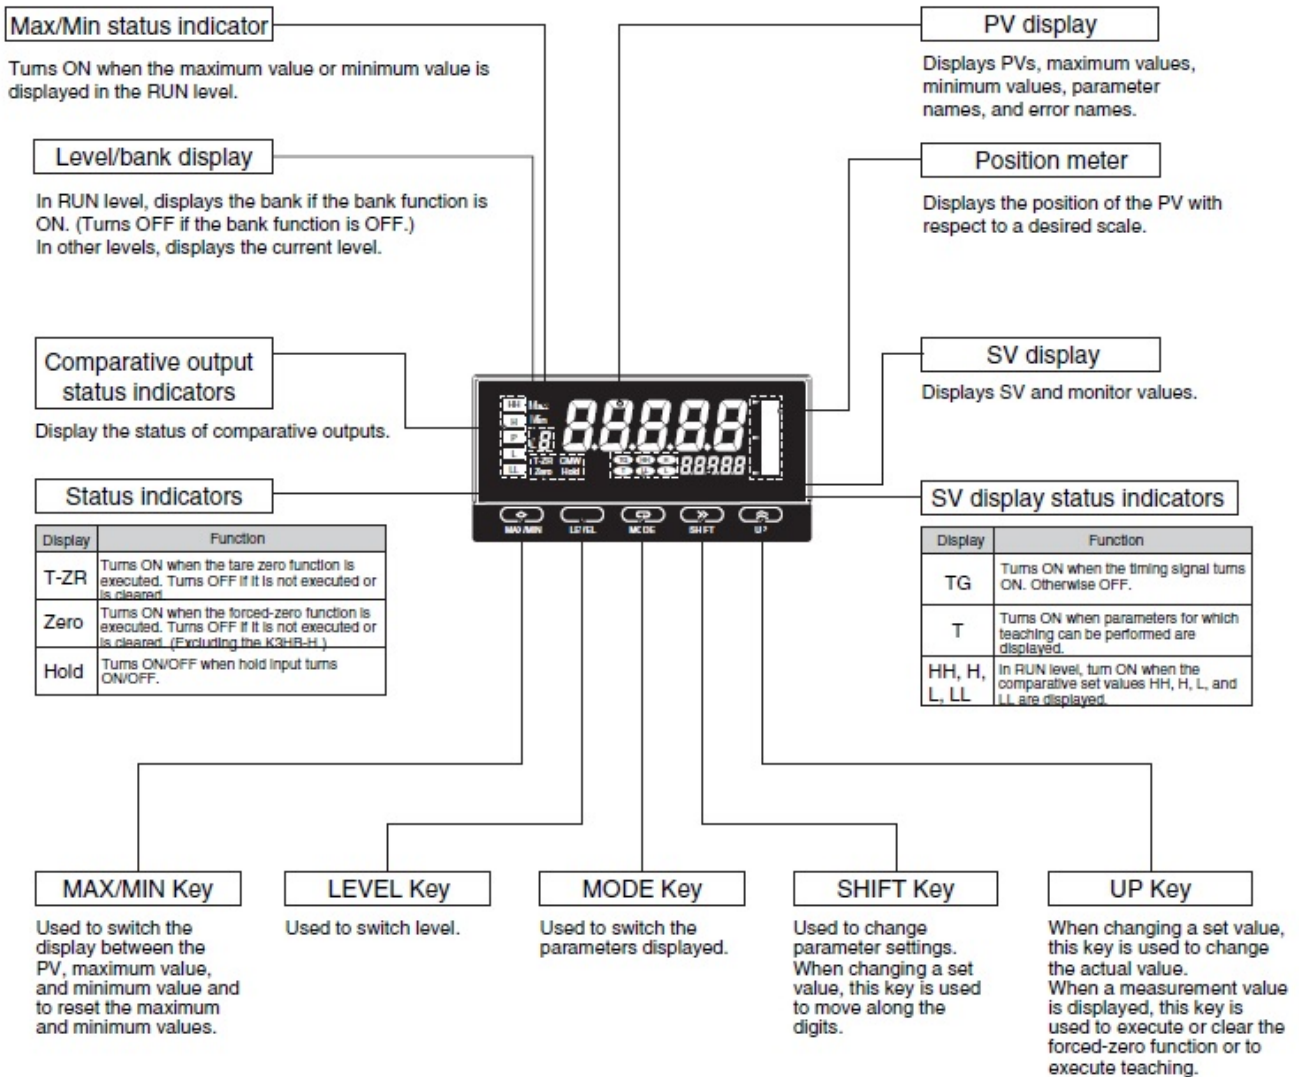 Max/Min status indicator
Turns ON when the maximum value or minimum value is
displayed in the RUN level.
Level/bank display
In RUN level, displays the bank if the bank function is
ON. (Turns OFF if the bank function is OFF.)
In other levels, displays the current level.
Comparative output
status indicators
Display the status of comparative outputs.
Status indicators
Display Function
T-ZR Turns ON when the tare zero function is
executed. Turns OFF if it is not executed or
is cleared
Zero Turns ON when the forced-zero function is
executed. Turns OFF if it is not executed or
is cleared. (Excluding the K3HB-H.)
Hold Turns ON/OFF when hold input turns
ON/OFF.
PV display
Displays PVs, maximum values,
minimum values, parameter
names, and error names.
Position meter
Displays the position of the PV with
respect to a desired scale.
SV display
Displays SV and monitor values.
SV display status indicators
Display Function
TG Turns ON when the timing signal turns
ON. Otherwise OFF.
T Turns ON when parameters for which
teaching can be performed are
displayed.
HH, H, L, LL In RUN level, turn ON when the
comparative set values HH, H, L, and
LL are displayed.
HH Max
H Min
P
L
LL
8
T-ZR CMW
Zero Hold
88888
TG HH H
T LL L
88888
MAX/MIN LEVEL MODE SHIFT UP
MAX/MIN Key
Used to switch the
display between the
PV, maximum value,
and minimum value and
to reset the maximum
and minimum values.
LEVEL Key
Used to switch level.
MODE Key
Used to switch the
parameters displayed.
SHIFT Key
Used to change
parameter settings.
When changing a set
value, this key is used
to move along the
digits.
UP Key
When changing a set value,
this key is used to change
the actual value.
When a measurement value
is displayed, this key is
used to execute or clear the
forced-zero function or to
execute teaching.